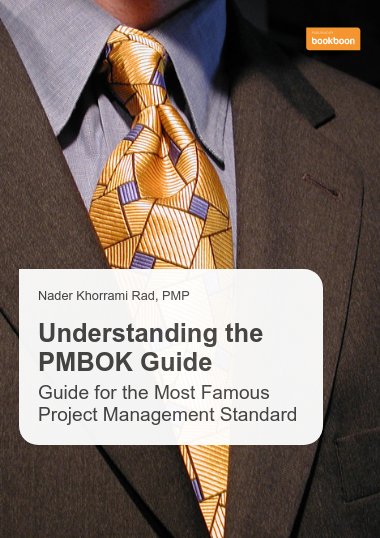 bookboon
Nader Khorrami Rad, PMP
Understanding the
PMBOK Guide
Guide for the Most Famous
Project Management Standard